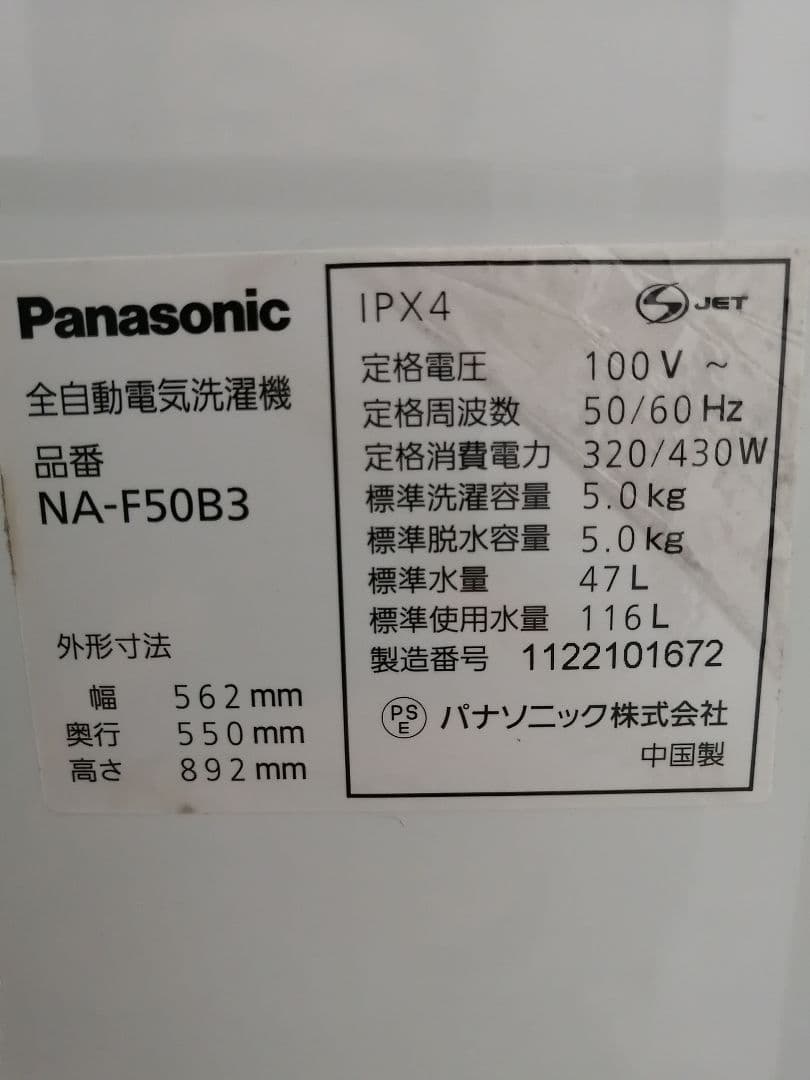 Panasonic
全自動電気洗濯機
品番
NA-F50B3
外形寸法
幅 562mm
奥行 550mm
高さ 892mm
IPX4 S JET
定格電圧 100V ~
定格周波数 50/60Hz
定格消費電力 320/430W
標準洗濯容量 5.0kg
標準脱水容量 5.0kg
標準水量 47L
標準使用水量 116L
製造番号 1122101672
PSE パナソニック株式会社
中国製